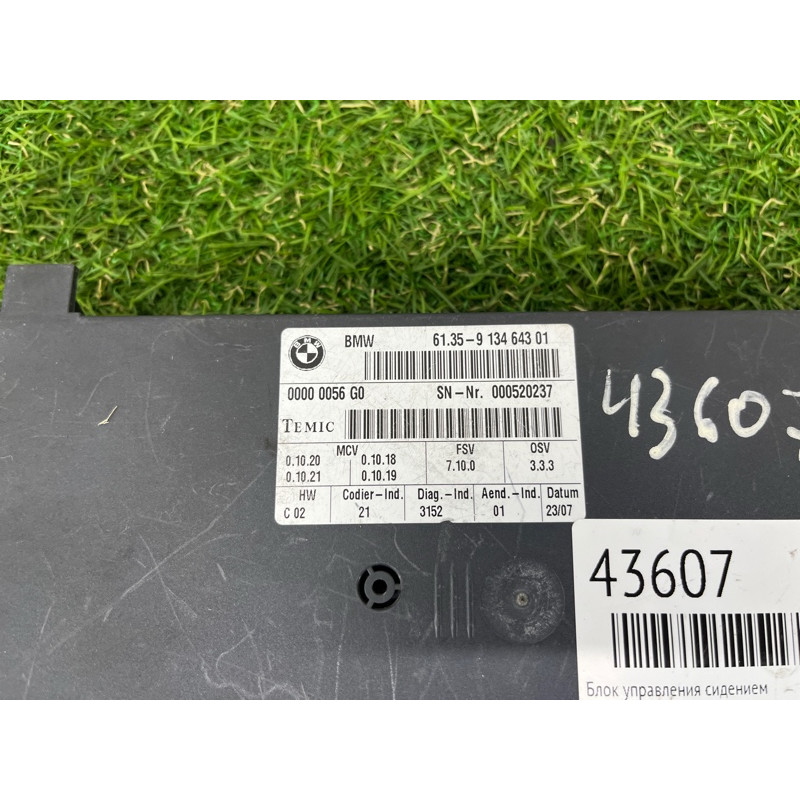 BMW
BMW 61.35-9 134 643 01
0000 0056 G0 SN-Nr. 000520237
TEMIC
MCV FSV OSV
0.10.20 0.10.18 7.10.0 3.3.3
0.10.21 0.10.19
HW Codier-Ind. Diag.-Ind. Aend.-Ind. Datum
C 02 21 3152 01 23/07
43607
43607
Блок управления сидением